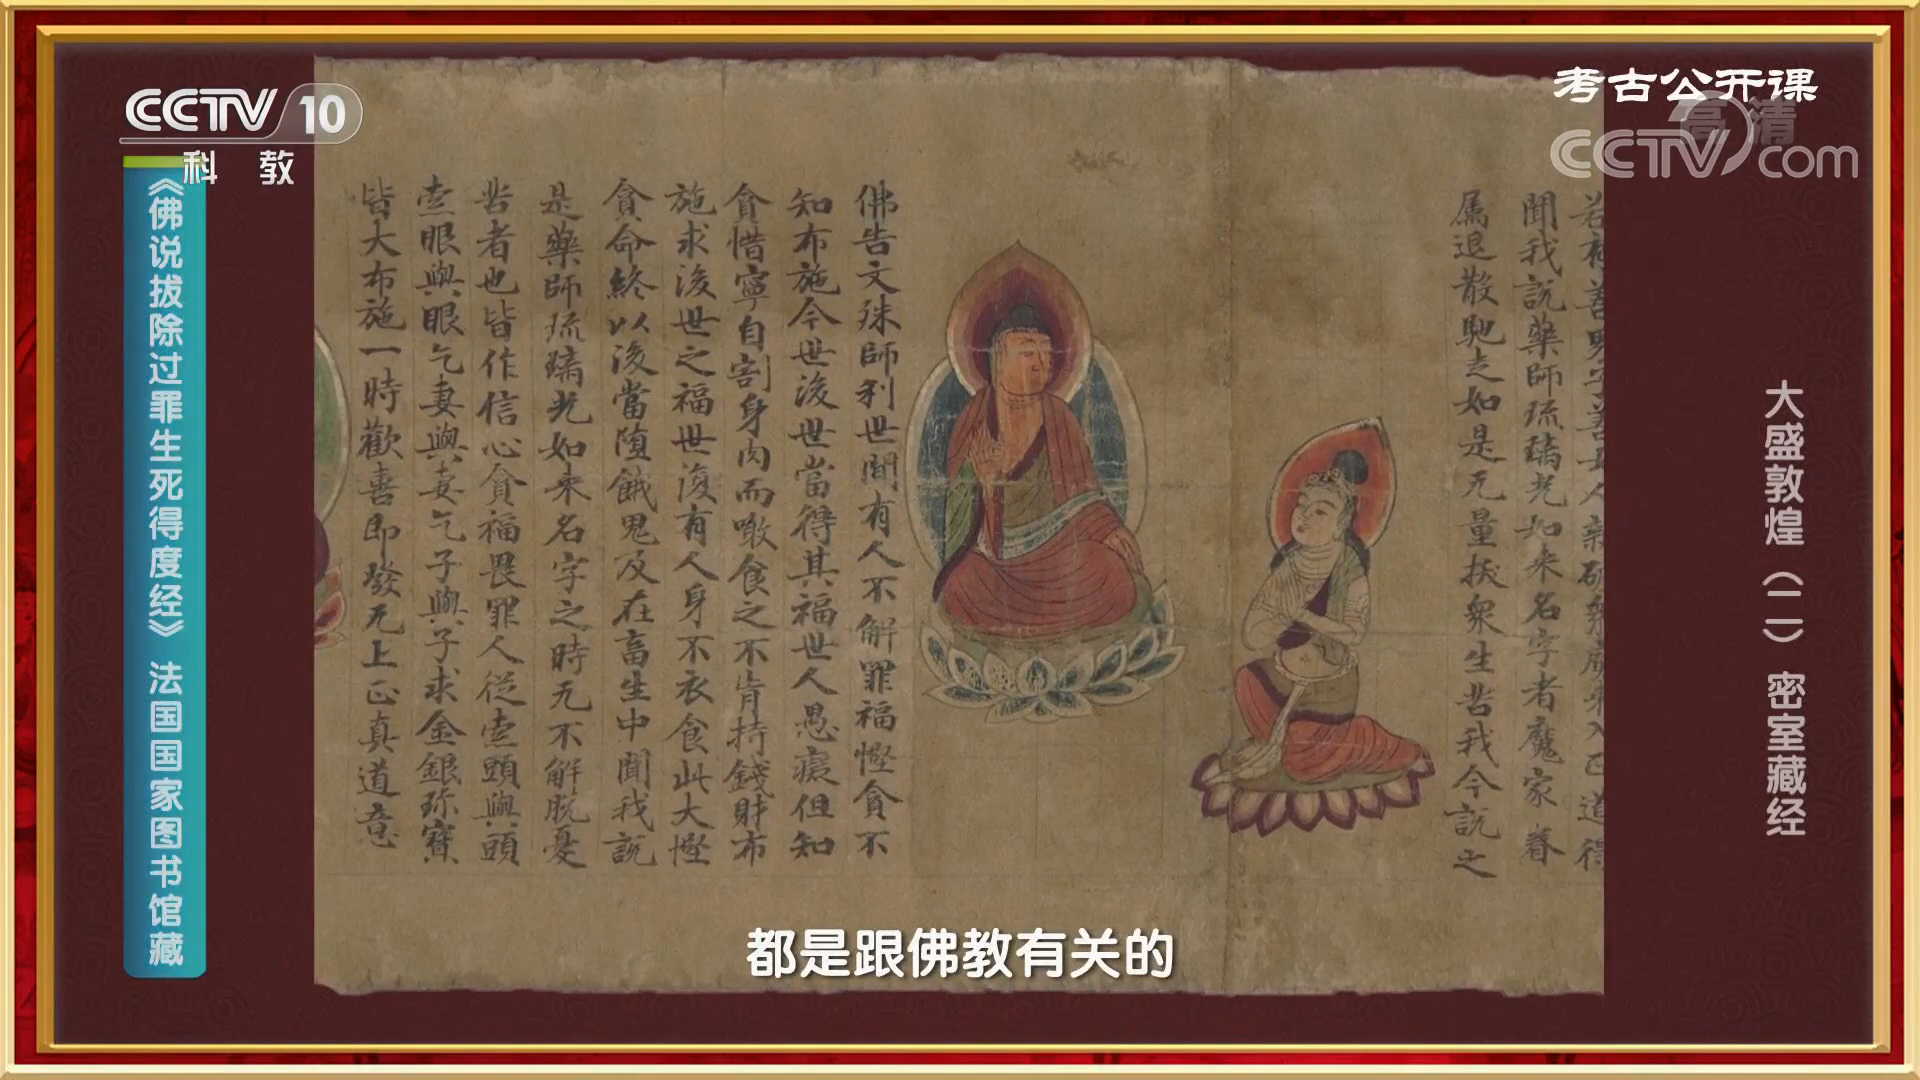 CCTV 10
科 教
考古公开课
高清
CCTV.com
《佛说拔除过罪生死得度经》 法国国家图书馆藏
大盛敦煌（二） 密室藏经
聞我說藥師琉璃光如来名字者魔家眷
属退散馳走如是无量拔衆生苦我今說之
佛告文殊師利世間有人不解罪福慳貪不
知布施今世後世當得其福世人愚癡但知
貪惜寧自割身肉而噉食之不肯持錢財布
施求後世之福世復有人身不衣食此大慳
貪命終以後當堕餓鬼及在畜生中聞我說
是藥師琉璃光如来名字之時无不解脱憂
苦者也皆作信心貪福畏罪人從索頭與頭
索眼與眼乞妻與妻乞子與子求金銀珎寶
皆大布施一時歡喜即發无上正真道意
都是跟佛教有关的